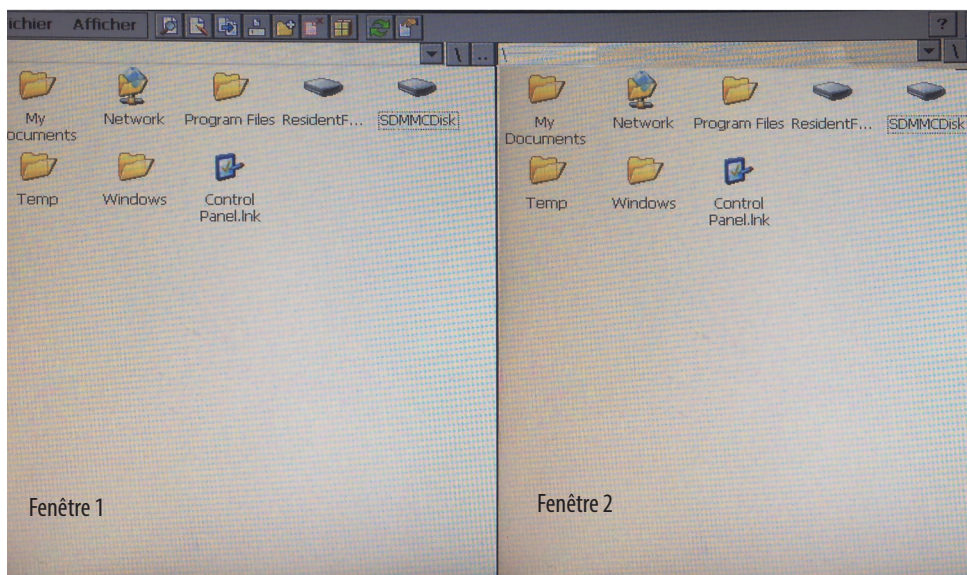 ichier Afficher
?
\ .. \ \
My Network Program Files ResidentF... SDMMCDisk
ocuments
Temp Windows Control
Panel.lnk
My Network Program Files ResidentF... SDMMCDisk
Documents
Temp Windows Control
Panel.lnk
Fenêtre 1
Fenêtre 2